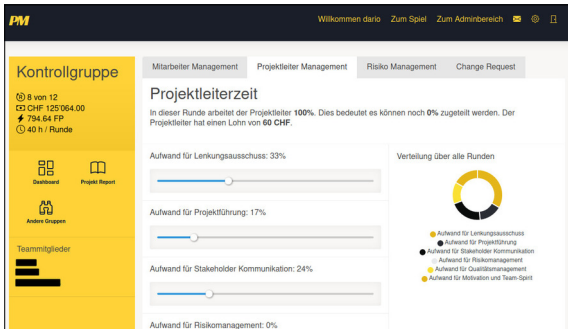 PM
Willkommen dario Zum Spiel Zum Adminbereich
Kontrollgruppe
8 von 12
CHF 125'064.00
794.64 FP
40 h / Runde
Dashboard Projekt Report
Andere Gruppen
Teammitglieder
Mitarbeiter Management Projektleiter Management Risiko Management Change Request
Projektleiterzeit
In dieser Runde arbeitet der Projektleiter 100%. Dies bedeutet es können noch 0% zugeteilt werden. Der
Projektleiter hat einen Lohn von 60 CHF.
Aufwand für Lenkungsausschuss: 33%
Aufwand für Projektführung: 17%
Aufwand für Stakeholder Kommunikation: 24%
Aufwand für Risikomanagement: 0%
Verteilung über alle Runden
Aufwand für Lenkungsausschuss
Aufwand für Projektführung
Aufwand für Stakeholder Kommunikation
Aufwand für Risikomanagement
Aufwand für Qualitätsmanagement
Aufwand für Motivation und Team-Spirit